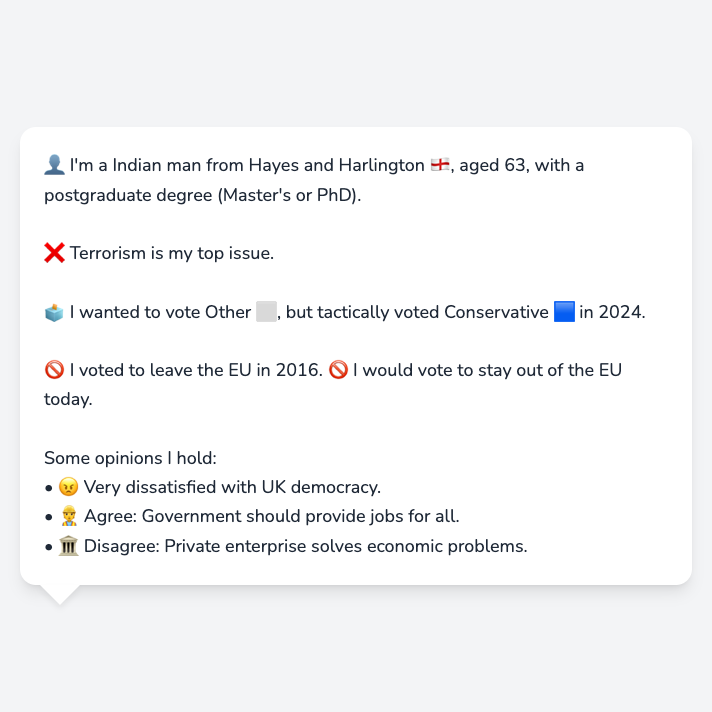 👤 I'm a Indian man from Hayes and Harlington 🏴󠁧󠁢󠁥󠁮󠁧󠁿, aged 63, with a
postgraduate degree (Master's or PhD).
❌ Terrorism is my top issue.
🗳️ I wanted to vote Other ⬜, but tactically voted Conservative 🟦 in 2024.
🚫 I voted to leave the EU in 2016. 🚫 I would vote to stay out of the EU
today.
Some opinions I hold:
• 😠 Very dissatisfied with UK democracy.
• 👷 Agree: Government should provide jobs for all.
• 🏛️ Disagree: Private enterprise solves economic problems.